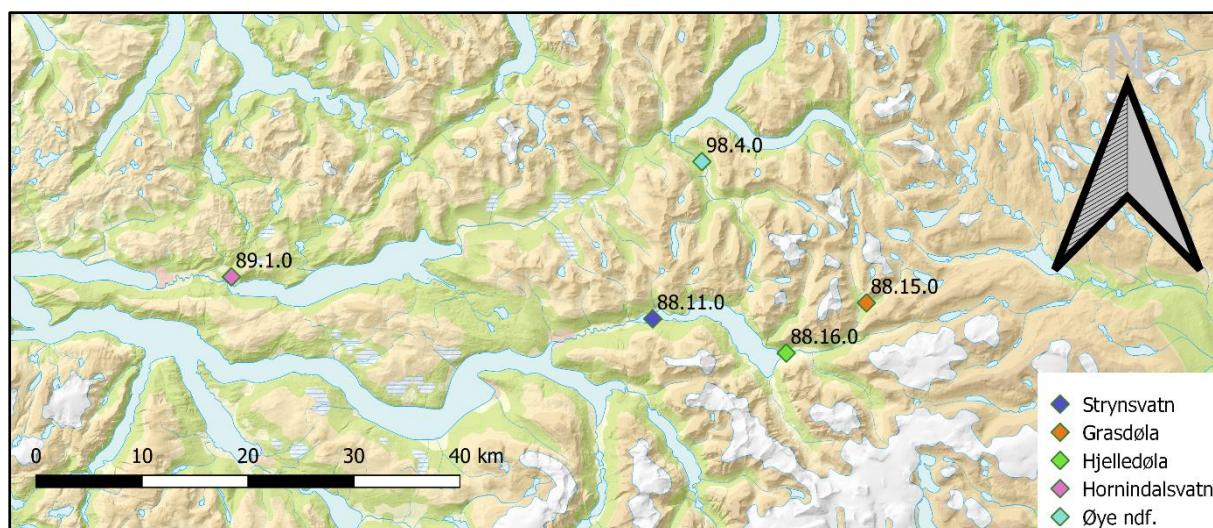 N
98.4.0
89.1.0
88.15.0
88.11.0
88.16.0
Strynsvatn
Grasdøla
Hjelledøla
Hornindalsvatn
Øye ndf.
0 10 20 30 40 km